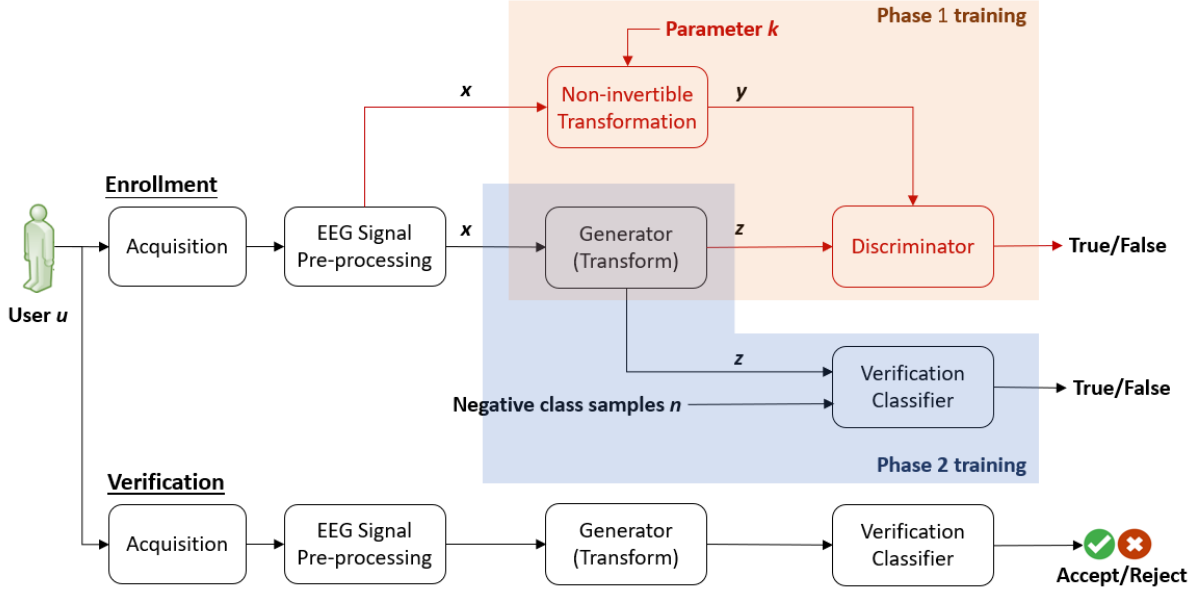 Phase 1 training
Parameter k
x
Non-invertible
Transformation
y
Enrollment
Acquisition
EEG Signal
Pre-processing
x
Generator
(Transform)
z
Discriminator
True/False
User u
z
Verification
Classifier
True/False
Negative class samples n
Phase 2 training
Verification
Acquisition
EEG Signal
Pre-processing
Generator
(Transform)
Verification
Classifier
Accept/Reject